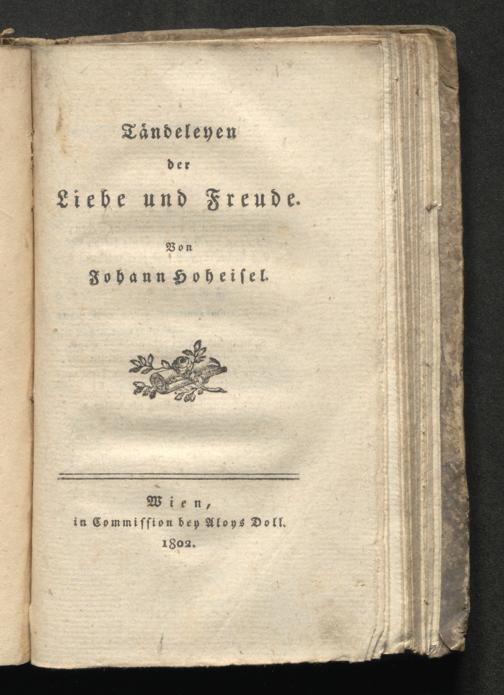 Tändeleyen
der
Liebe und Freude.
Von
Johann Hoheisel.
Wien,
in Commission bey Aloys Doll.
1802.